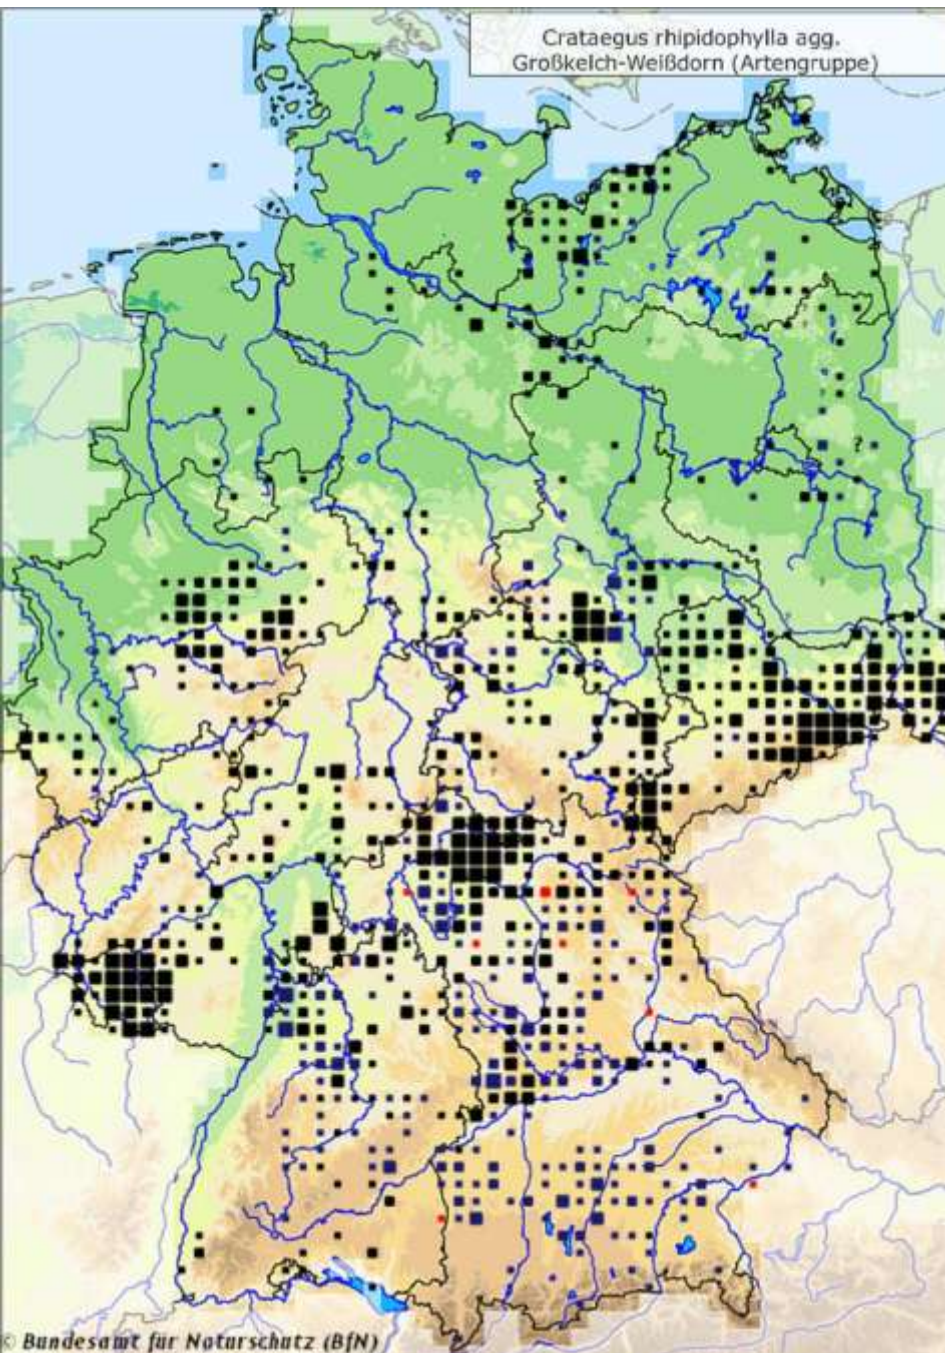 Crataegus rhipidophylla agg.
Großkelch-Weißdorn (Artengruppe)
© Bundesamt für Naturschutz (BfN)